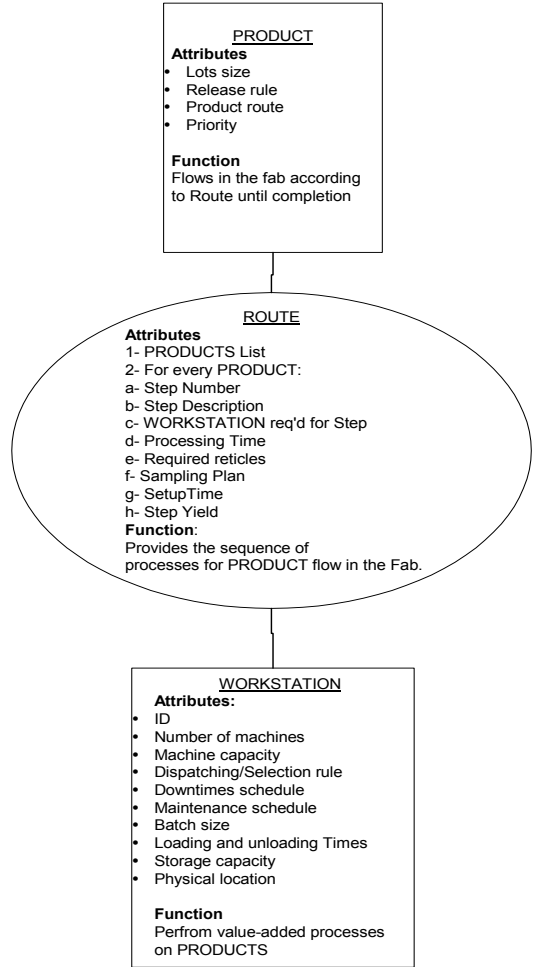 PRODUCT
Attributes
• Lots size
• Release rule
• Product route
• Priority
Function
Flows in the fab according
to Route until completion
ROUTE
Attributes
1- PRODUCTS List
2- For every PRODUCT:
a- Step Number
b- Step Description
c- WORKSTATION req'd for Step
d- Processing Time
e- Required reticles
f- Sampling Plan
g- SetupTime
h- Step Yield
Function:
Provides the sequence of
processes for PRODUCT flow in the Fab.
WORKSTATION
Attributes:
• ID
• Number of machines
• Machine capacity
• Dispatching/Selection rule
• Downtimes schedule
• Maintenance schedule
• Batch size
• Loading and unloading Times
• Storage capacity
• Physical location
Function
Perfrom value-added processes
on PRODUCTS